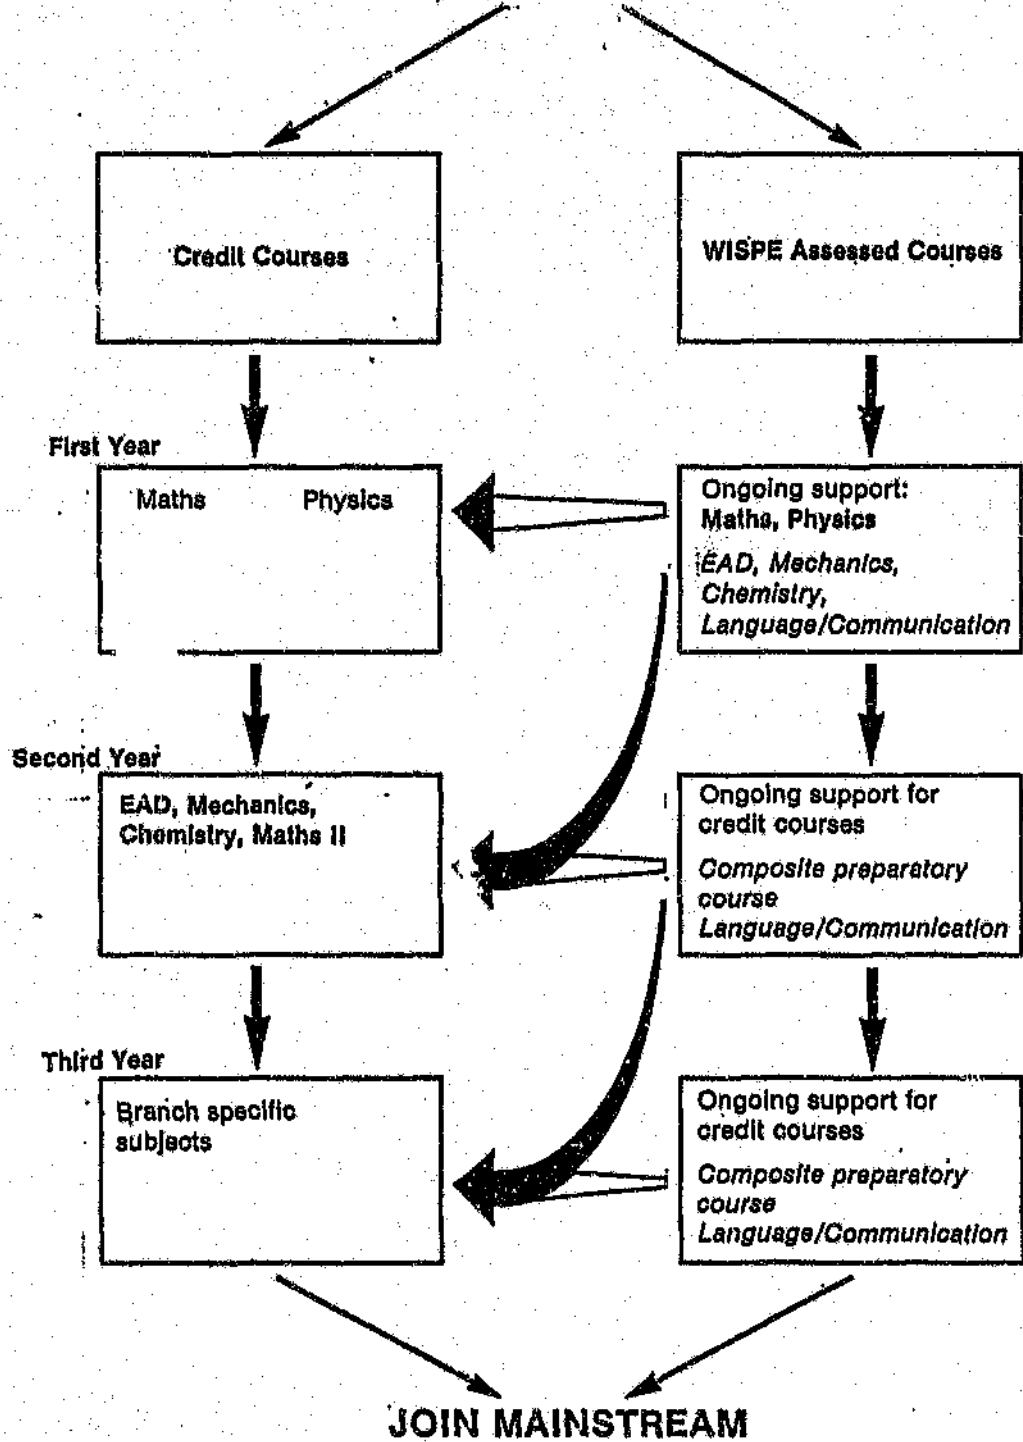 Credit Courses
WISPE Assessed Courses
First Year
Maths Physics
Ongoing support:
Maths, Physics
EAD, Mechanics,
Chemistry,
Language/Communication
Second Year
EAD, Mechanics,
Chemistry, Maths II
Ongoing support for
credit courses
Composite preparatory
course
Language/Communication
Third Year
Branch specific
subjects
Ongoing support for
credit courses
Composite preparatory
course
Language/Communication
JOIN MAINSTREAM